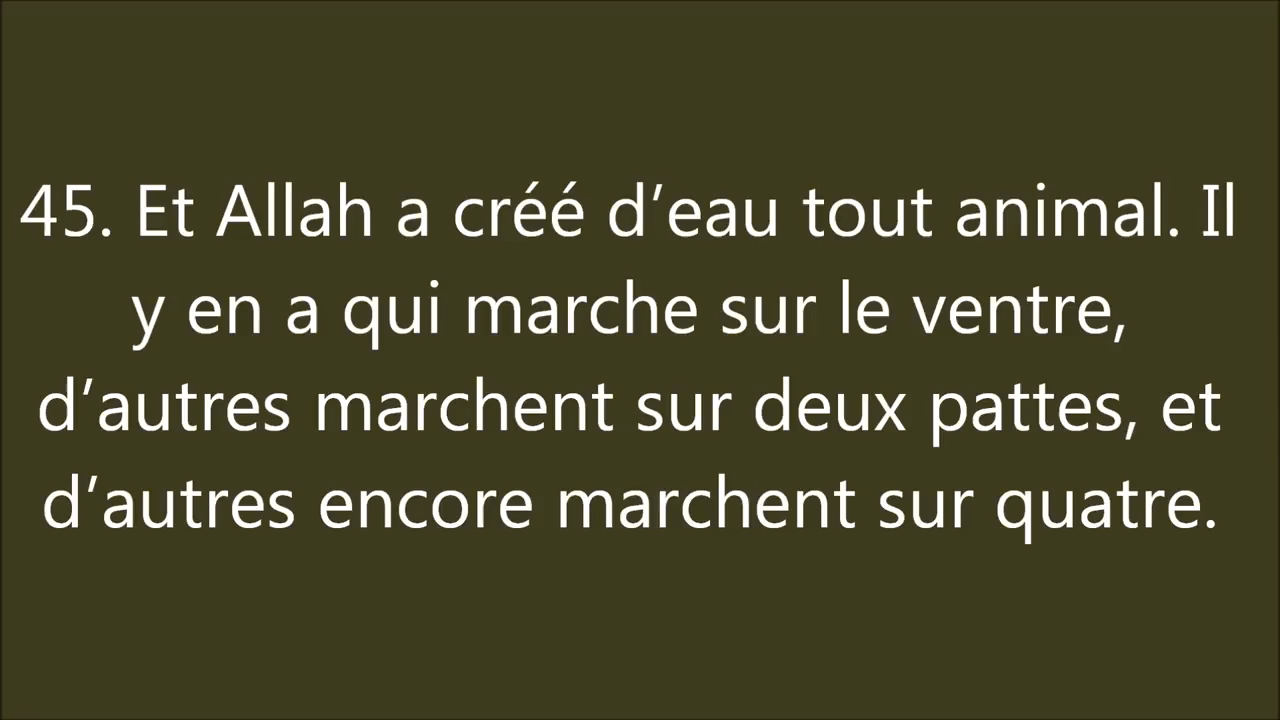 45. Et Allah a créé d’eau tout animal. Il
y en a qui marche sur le ventre,
d’autres marchent sur deux pattes, et
d’autres encore marchent sur quatre.